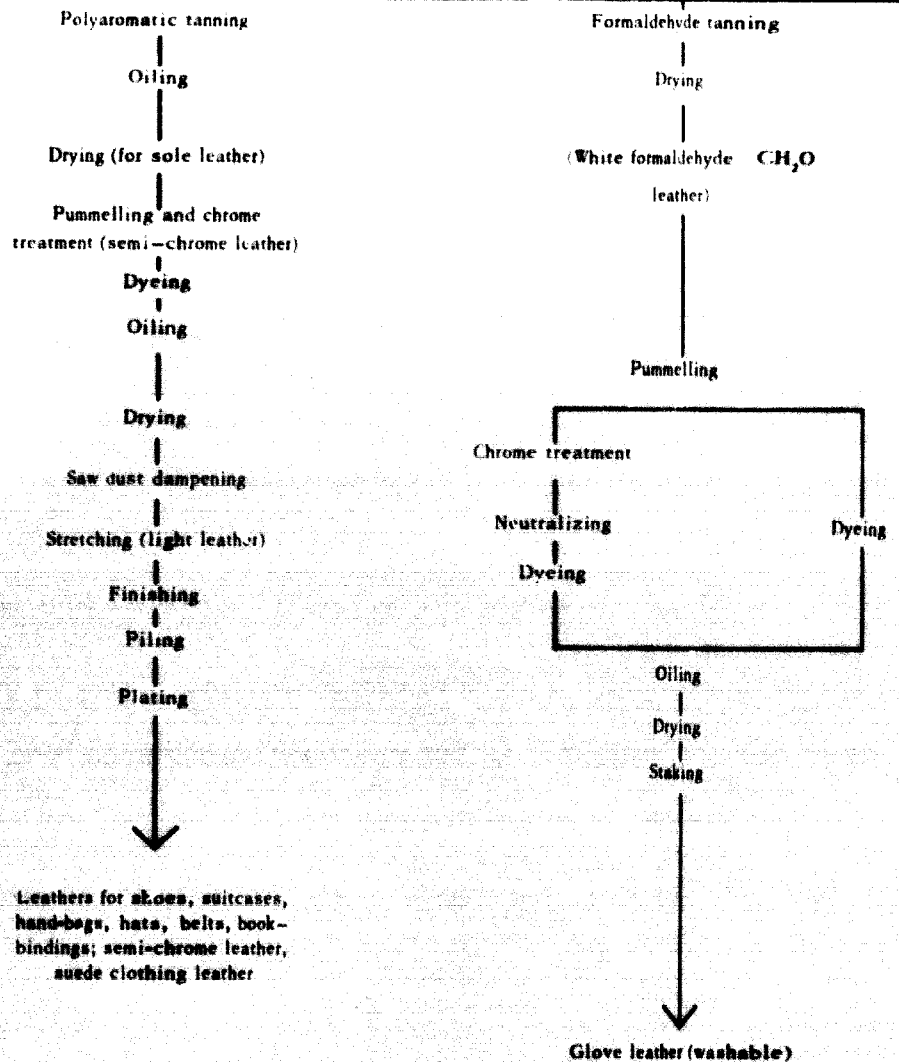 Polyaromatic tanning
Oiling
Drying (for sole leather)
Pummelling and chrome
treatment (semi-chrome leather)
Dyeing
Oiling
Drying
Saw dust dampening
Stretching (light leather)
Finishing
Piling
Plating
Leathers for shoes, suitcases,
hand-bags, hats, belts, book-
bindings; semi-chrome leather,
suede clothing leather
Formaldehyde tanning
Drying
(White formaldehyde CH₂O
leather)
Pummelling
Chrome treatment
Neutralizing
Dyeing
Dyeing
Oiling
Drying
Staking
Glove leather (washable)